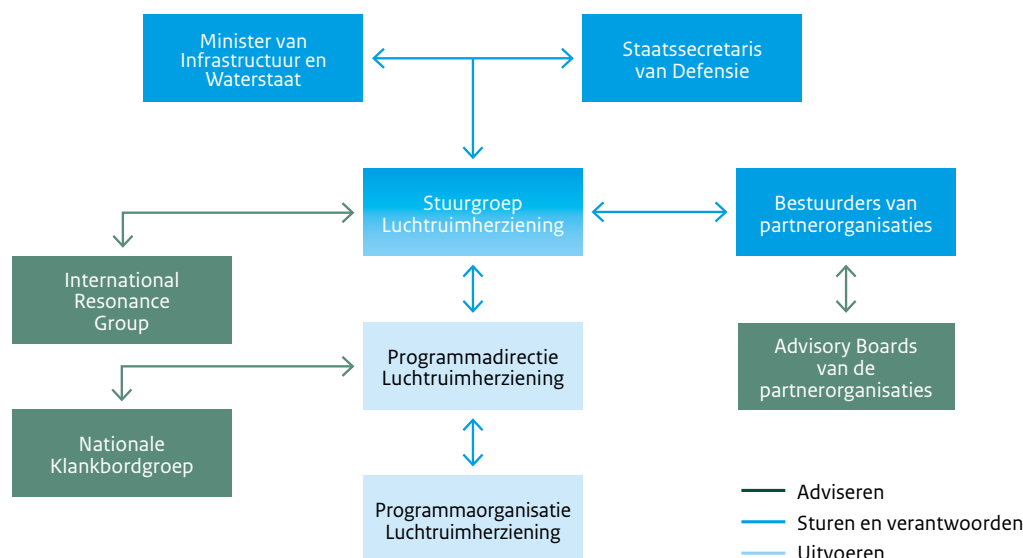 Minister van
Infrastructuur en
Waterstaat
Staatssecretaris
van Defensie
Stuurgroep
Luchtruimherziening
Bestuurders van
partnerorganisaties
International
Resonance
Group
Programmadirectie
Luchtruimherziening
Advisory Boards
van de
partnerorganisaties
Nationale
Klankbordgroep
Programmaorganisatie
Luchtruimherziening
Adviseren
Sturen en verantwoorden
Uitvoeren